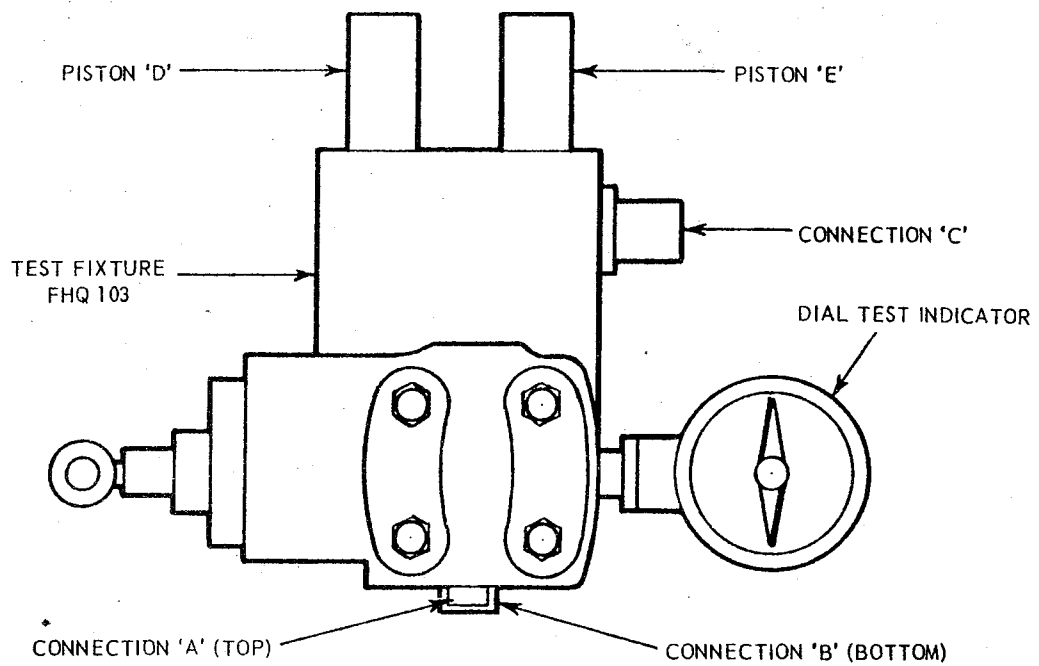 PISTON 'D'
PISTON 'E'
CONNECTION 'C'
TEST FIXTURE
FHQ 103
DIAL TEST INDICATOR
CONNECTION 'A' (TOP)
CONNECTION 'B' (BOTTOM)